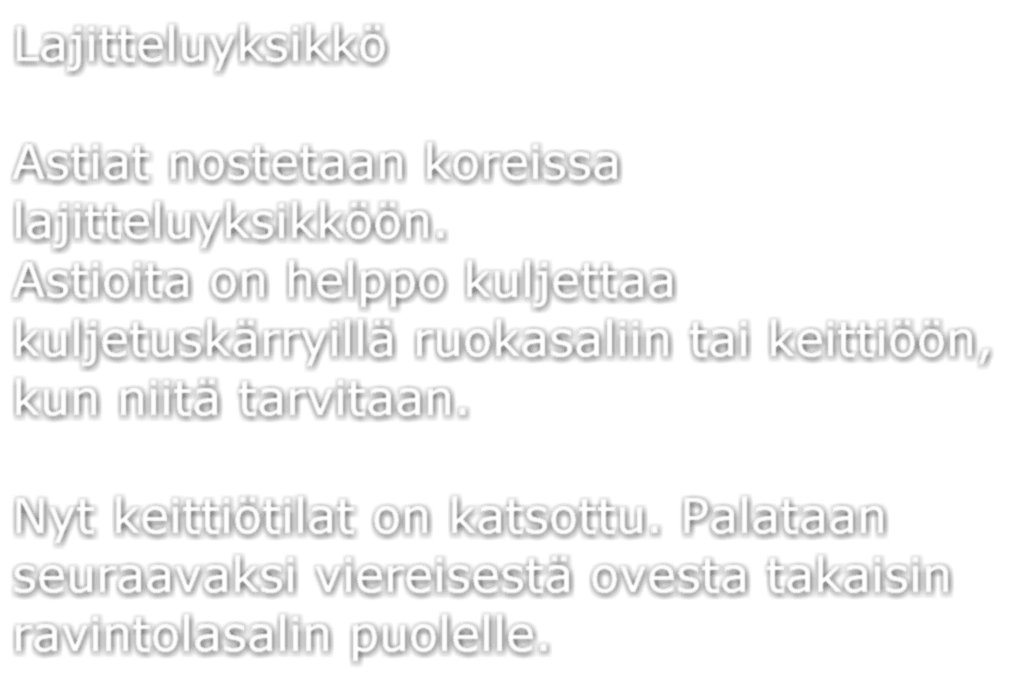 Lajitteluyksikkö
Astiat nostetaan koreissa
lajitteluyksikköön.
Astioita on helppo kuljettaa
kuljetuskärryillä ruokasaliin tai keittiöön,
kun niitä tarvitaan.
Nyt keittiötilat on katsottu. Palataan
seuraavaksi viereisestä ovesta takaisin
ravintolasalin puolelle.